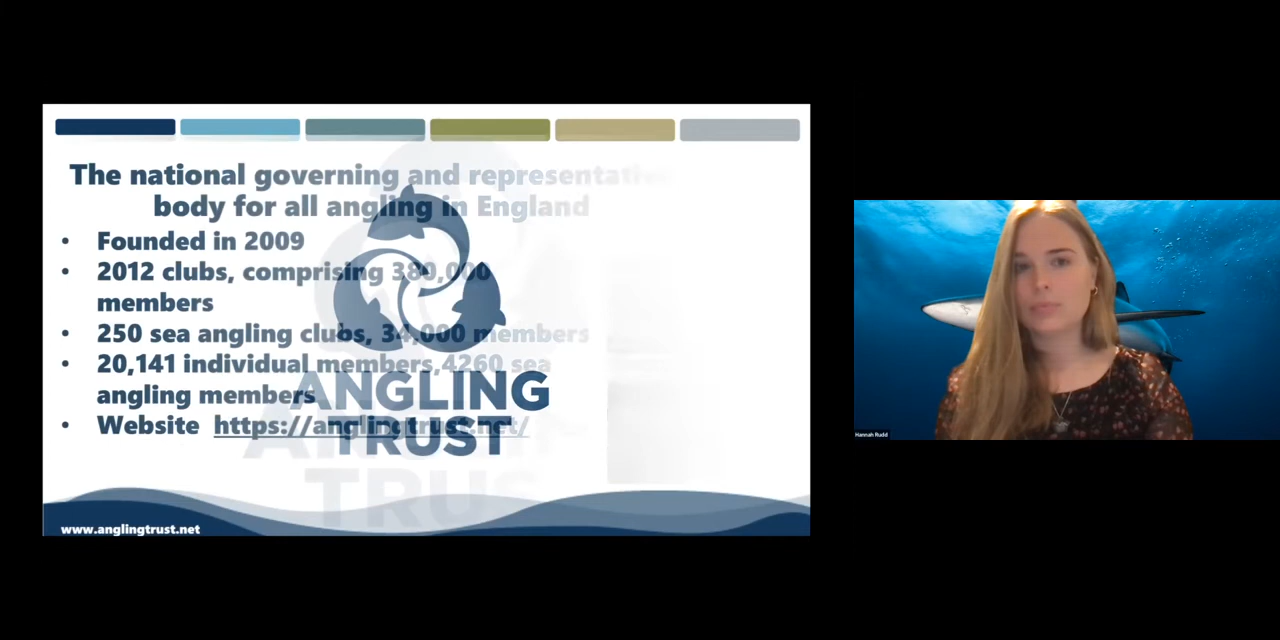 The national governing and representative
body for all angling in England
• Founded in 2009
• 2012 clubs, comprising 380,000
members
• 250 sea angling clubs, 34,000 members
• 20,141 individual members,4260 sea
angling members
• Website https://anglingtrust.net/
ANGLING
TRUST
www.anglingtrust.net
Hannah Rudd